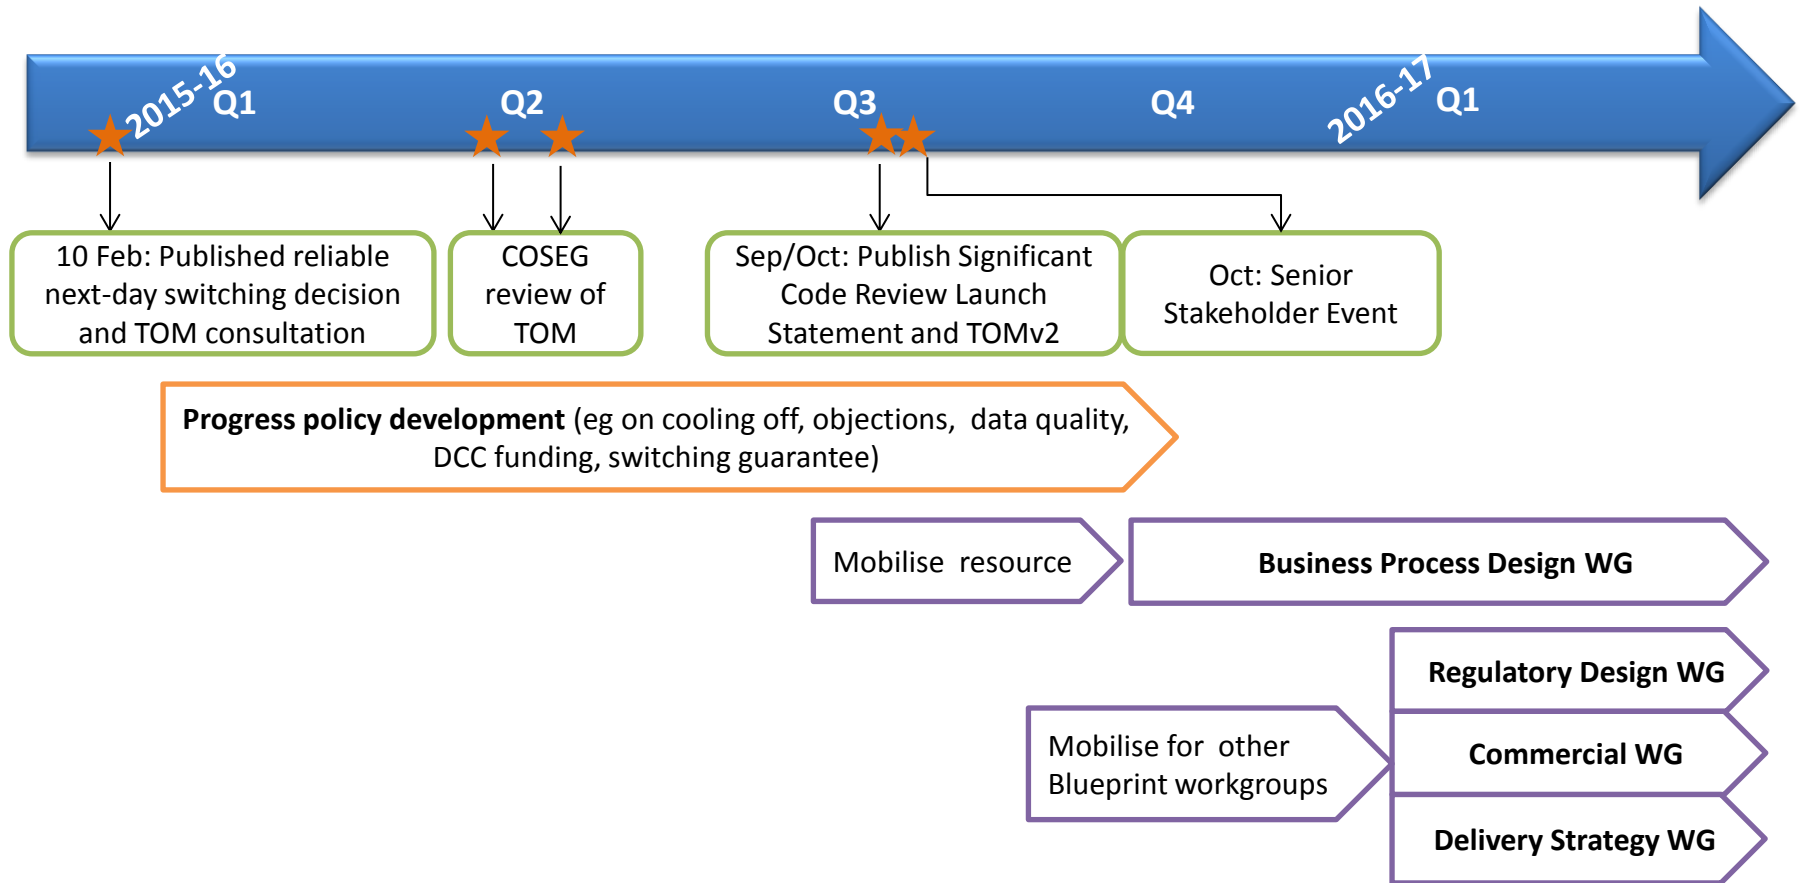 2015-16
Q1
Q2
Q3
Q4
2016-17
Q1
10 Feb: Published reliable
next-day switching decision
and TOM consultation
COSEG
review of
TOM
Sep/Oct: Publish Significant
Code Review Launch
Statement and TOMv2
Oct: Senior
Stakeholder Event
Progress policy development (eg on cooling off, objections, data quality,
DCC funding, switching guarantee)
Mobilise resource
Business Process Design WG
Regulatory Design WG
Mobilise for other
Blueprint workgroups
Commercial WG
Delivery Strategy WG